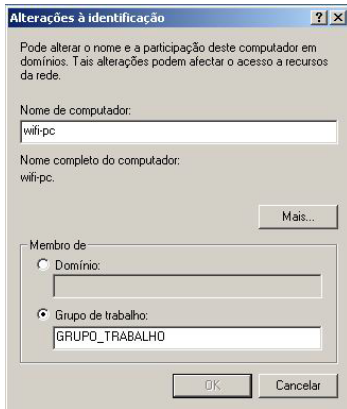 Alterações à identificação
Pode alterar o nome e a participação deste computador em
domínios. Tais alterações podem afectar o acesso a recursos
da rede.
Nome de computador:
wifi-pc
Nome completo do computador:
wifi-pc.
Mais...
Membro de
Domínio:
Grupo de trabalho:
GRUPO_TRABALHO
OK
Cancelar